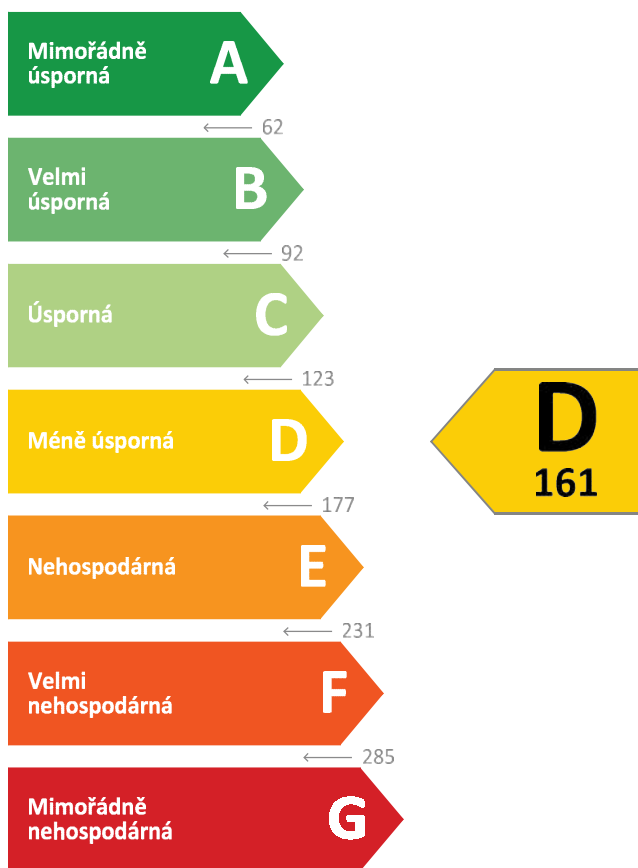 Mimořádně
úsporná
A
62
Velmi
úsporná
B
92
Úsporná
C
123
Méně úsporná
D
D
161
177
Nehospodárná
E
231
Velmi
nehospodárná
F
285
Mimořádně
nehospodárná
G